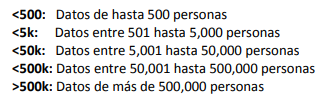 <500: Datos de hasta 500 personas
<5k: Datos entre 501 hasta 5,000 personas
<50k: Datos entre 5,001 hasta 50,000 personas
<500k: Datos entre 50,001 hasta 500,000 personas
>500k: Datos de más de 500,000 personas